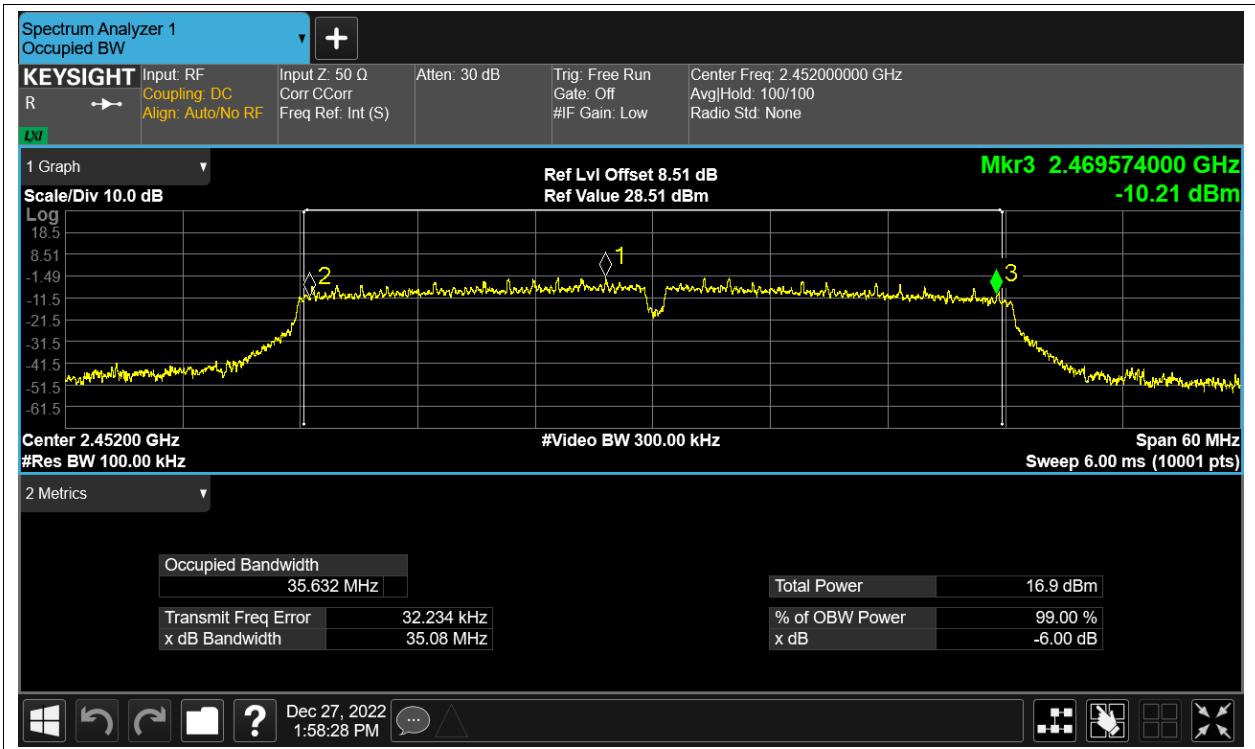 Spectrum Analyzer 1
Occupied BW
KEYSIGHT
R
LXI
Input: RF
Coupling: DC
Align: Auto/No RF
Input Z: 50 Ω
Corr CCorr
Freq Ref: Int (S)
Atten: 30 dB
Trig: Free Run
Gate: Off
#IF Gain: Low
Center Freq: 2.452000000 GHz
Avg|Hold: 100/100
Radio Std: None
1 Graph
Scale/Div 10.0 dB
Ref Lvl Offset 8.51 dB
Ref Value 28.51 dBm
Mkr3 2.469574000 GHz
-10.21 dBm
Log
18.5
8.51
-1.49
-11.5
-21.5
-31.5
-41.5
-51.5
-61.5
2
1
3
Center 2.45200 GHz
#Res BW 100.00 kHz
#Video BW 300.00 kHz
Span 60 MHz
Sweep 6.00 ms (10001 pts)
2 Metrics
Occupied Bandwidth
35.632 MHz
Transmit Freq Error 32.234 kHz
x dB Bandwidth 35.08 MHz
Total Power 16.9 dBm
% of OBW Power 99.00 %
x dB -6.00 dB
?
Dec 27, 2022
1:58:28 PM